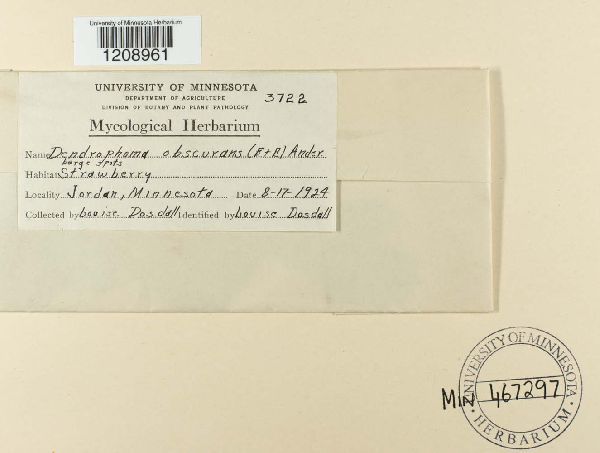 University of Minnesota Herbarium
1208961
UNIVERSITY OF MINNESOTA
DEPARTMENT OF AGRICULTURE
DIVISION OF BOTANY AND PLANT PATHOLOGY
3722
Mycological Herbarium
Name Dendrophoma obscurans (E+E) Ander
Large spots
Habitat Strawberry
Locality Jordan, Minnesota Date 8-17-1924
Collected by Louise Dosdall Identified by Louise Dosdall
UNIVERSITY OF MINNESOTA
MIN 467297
HERBARIUM